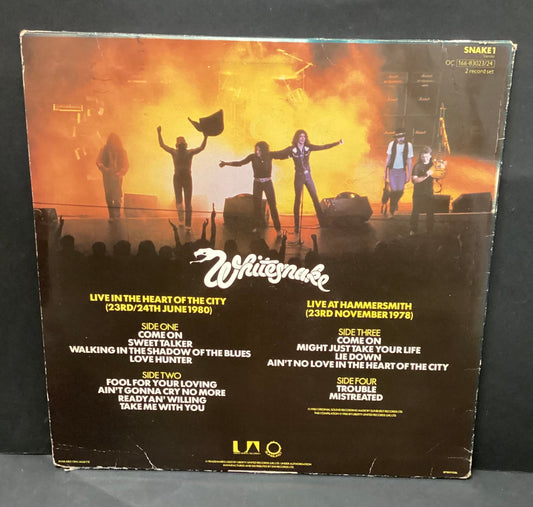 SNAKE 1
OC 166-83023/24
2 record set
Whitesnake
LIVE IN THE HEART OF THE CITY
(23RD/24TH JUNE 1980)
SIDE ONE
COME ON
SWEET TALKER
WALKING IN THE SHADOW OF THE BLUES
LOVE HUNTER
SIDE TWO
FOOL FOR YOUR LOVING
AIN'T GONNA CRY NO MORE
READY AN' WILLING
TAKE ME WITH YOU
LIVE AT HAMMERSMITH
(23RD NOVEMBER 1978)
SIDE THREE
COME ON
MIGHT JUST TAKE YOUR LIFE
LIE DOWN
AIN'T NO LOVE IN THE HEART OF THE CITY
SIDE FOUR
TROUBLE
MISTREATED
UA